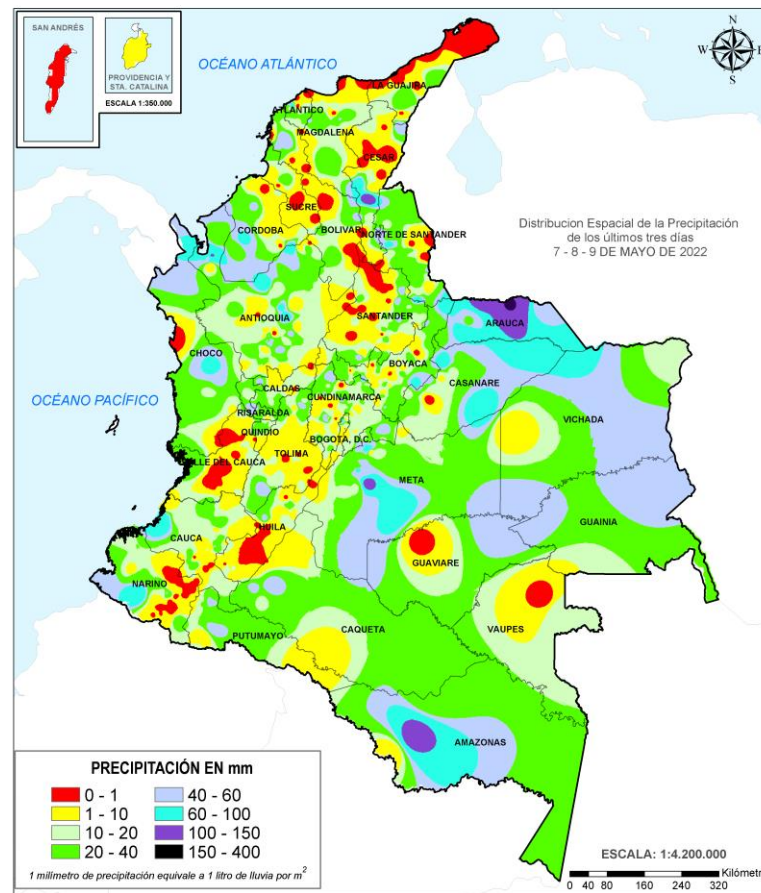 SAN ANDRÉS
PROVIDENCIA Y
STA. CATALINA
ESCALA 1:350.000
OCÉANO ATLÁNTICO
N
W
E
S
LA GUAJIRA
ATLANTICO
MAGDALENA
CESAR
SUCRE
CORDOBA
BOLIVAR
NORTE DE SANTANDER
Distribucion Espacial de la Precipitación
de los últimos tres días
7 - 8 - 9 DE MAYO DE 2022
ANTIOQUIA
SANTANDER
ARAUCA
CHOCO
BOYACA
CASANARE
OCÉANO PACÍFICO
CALDAS
CUNDINAMARCA
RISARALDA
VICHADA
QUINDIO
BOGOTA, D.C.
TOLIMA
VALLE DEL CAUCA
META
GUAINIA
CAUCA
HUILA
GUAVIARE
NARIÑO
VAUPES
PUTUMAYO
CAQUETA
AMAZONAS
PRECIPITACIÓN EN mm
0 - 1
40 - 60
1 - 10
60 - 100
10 - 20
100 - 150
20 - 40
150 - 400
1 milímetro de precipitación equivale a 1 litro de lluvia por m²
ESCALA: 1:4.200.000
Kilómet
0 40 80 160 240 320